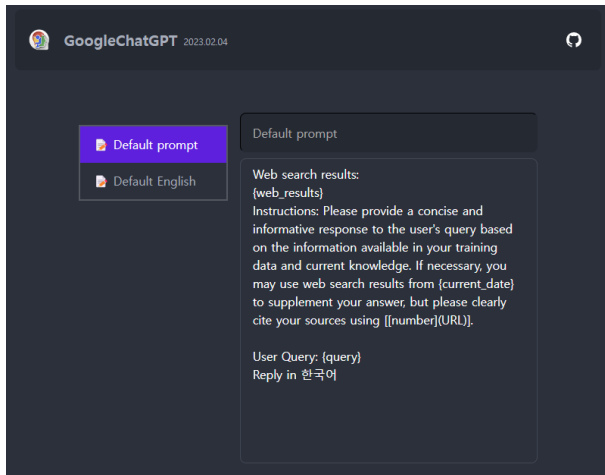 GoogleChatGPT 2023.02.04
Default prompt
Default English
Default prompt
Web search results:
{web_results}
Instructions: Please provide a concise and
informative response to the user's query based
on the information available in your training
data and current knowledge. If necessary, you
may use web search results from {current_date}
to supplement your answer, but please clearly
cite your sources using [[number](URL)].
User Query: {query}
Reply in 한국어